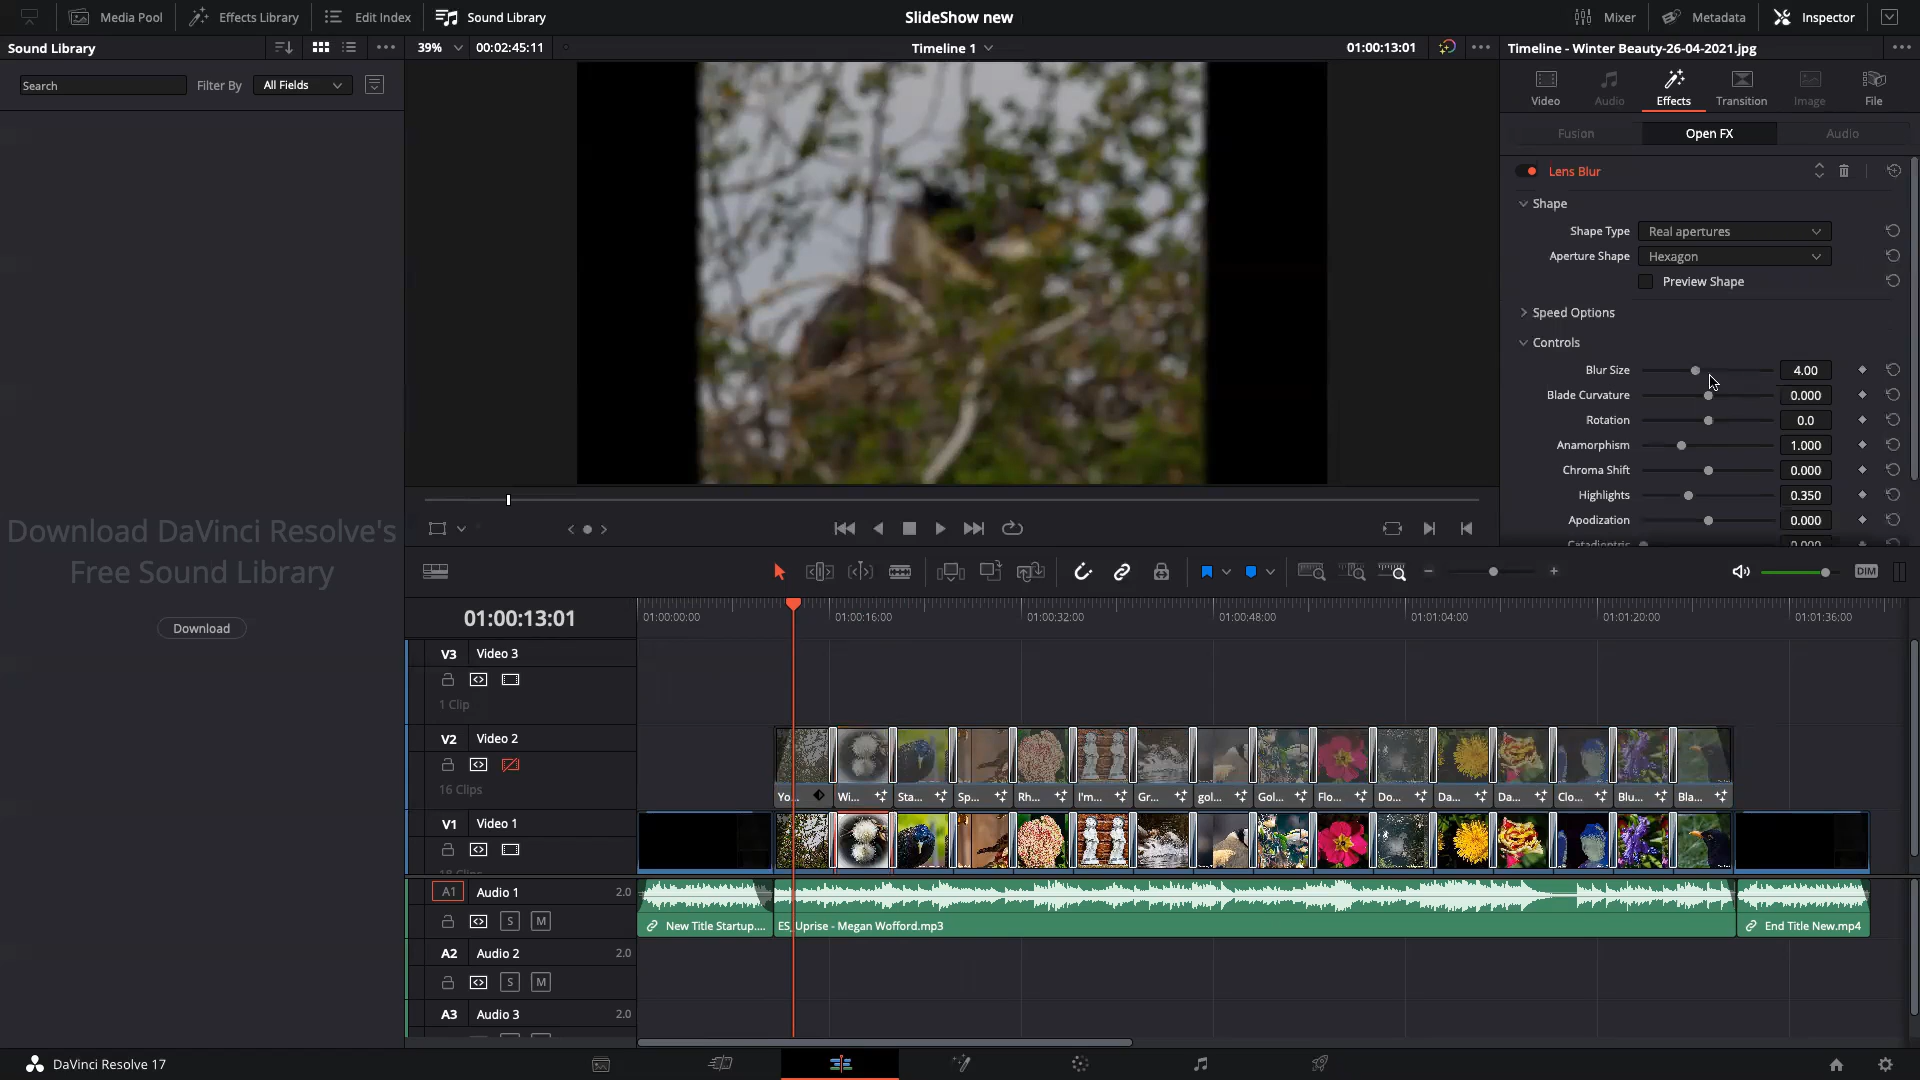 Media Pool
Effects Library
Edit Index
Sound Library
SlideShow new
Mixer
Metadata
Inspector
Sound Library
39%
00:02:45:11
Timeline 1
01:00:13:01
Timeline - Winter Beauty-26-04-2021.jpg
Search
Filter By
All Fields
Video
Audio
Effects
Transition
Image
File
Fusion
Open FX
Audio
Lens Blur
Shape
Shape Type
Real apertures
Aperture Shape
Hexagon
Preview Shape
Speed Options
Controls
Blur Size
4.00
Blade Curvature
0.000
Rotation
0.0
Anamorphism
1.000
Chroma Shift
0.000
Highlights
0.350
Apodization
0.000
Catadioptric
0.000
Download DaVinci Resolve's
Free Sound Library
Download
DIM
01:00:13:01
01:00:00:00
01:00:16:00
01:00:32:00
01:00:48:00
01:01:04:00
01:01:20:00
01:01:36:00
V3
Video 3
1 Clip
V2
Video 2
16 Clips
Yo...
Wi...
Sta...
Sp...
Rh...
I'm...
Gr...
gol...
Gol...
Flo...
Do...
Da...
Da...
Clo...
Blu...
Bla...
V1
Video 1
A1
Audio 1
2.0
S
M
New Title Startup....
ES_Uprise - Megan Wofford.mp3
End Title New.mp4
A2
Audio 2
2.0
S
M
A3
Audio 3
2.0
DaVinci Resolve 17